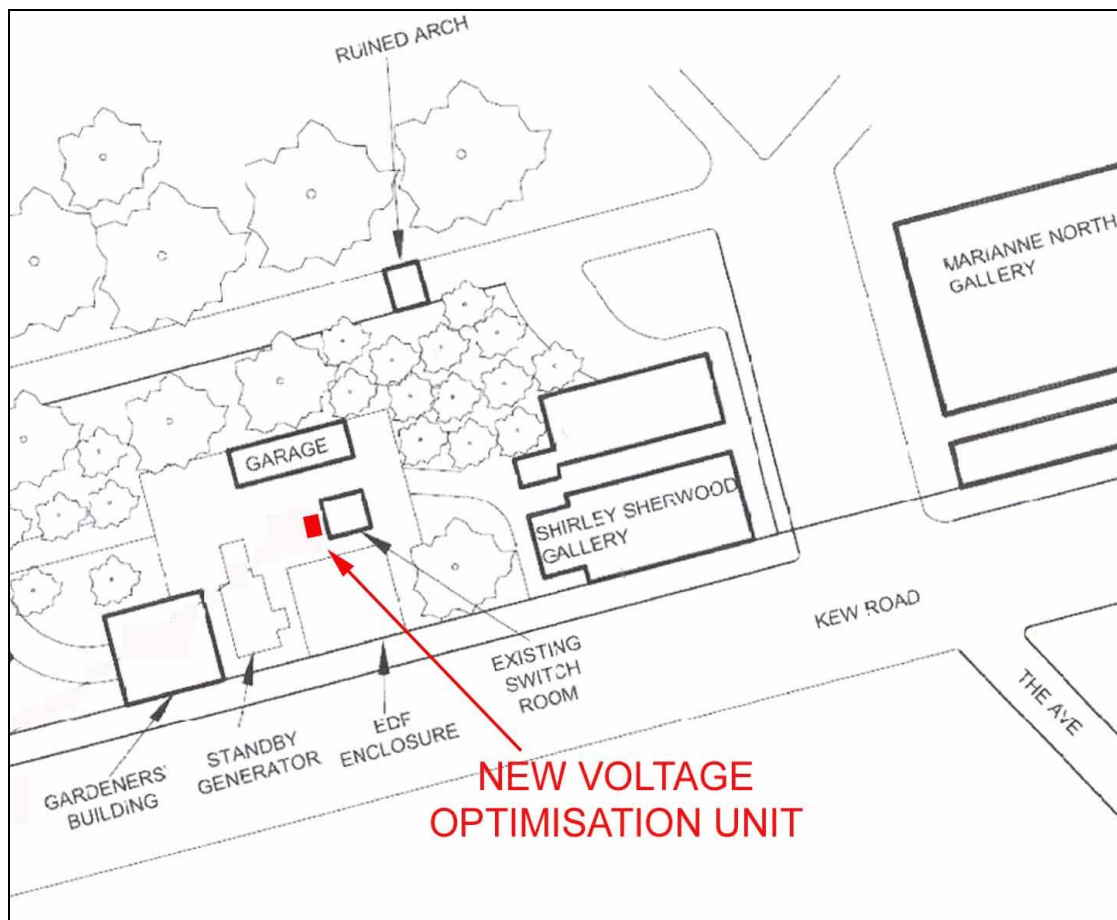 RUINED ARCH
MARIANNE NORTH
GALLERY
GARAGE
SHIRLEY SHERWOOD
GALLERY
KEW ROAD
THE AVE
EXISTING
SWITCH
ROOM
EDF
ENCLOSURE
STANDBY
GENERATOR
GARDENERS'
BUILDING
NEW VOLTAGE
OPTIMISATION UNIT